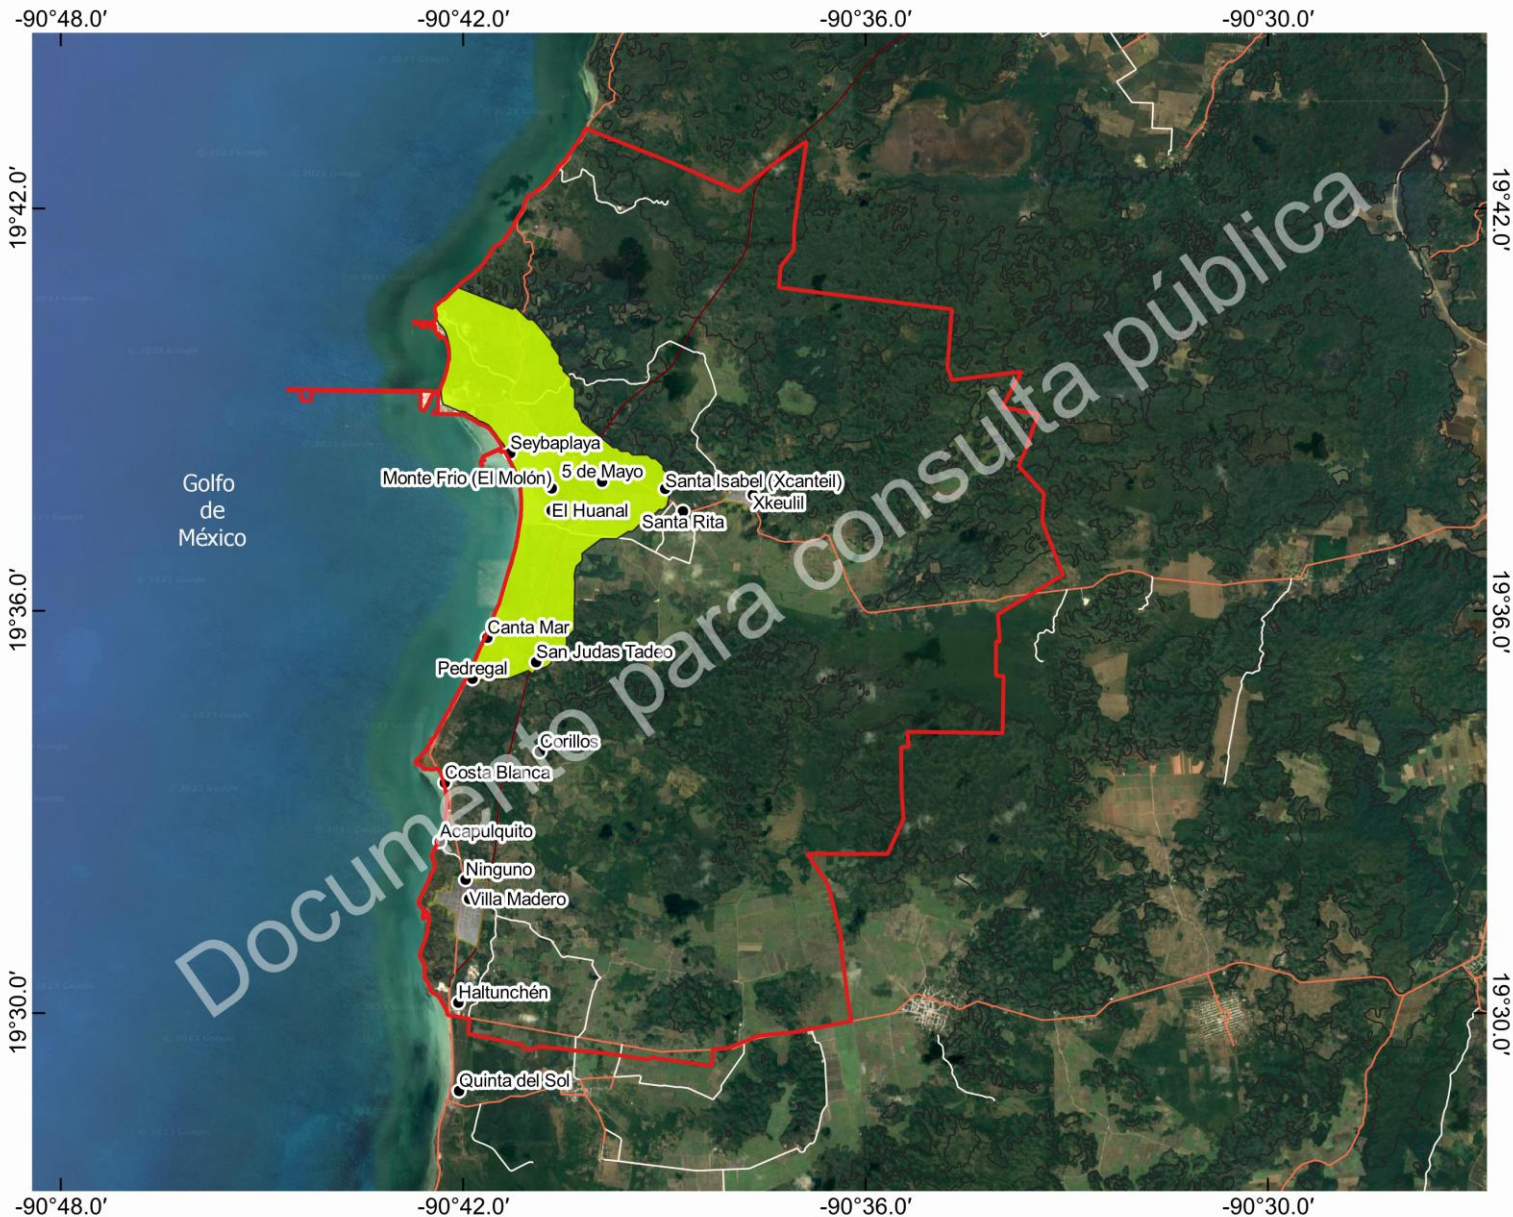 -90°48.0′
-90°42.0′
-90°36.0′
-90°30.0′
19°42.0′
19°42.0′
Seybaplaya
Monte Frio (El Molón)
5 de Mayo
Santa Isabel (Xcanteil)
Xkeulil
El Huanal
Santa Rita
Golfo
de
México
19°36.0′
19°36.0′
Canta Mar
San Judas Tadeo
Pedregal
Corillos
Costa Blanca
Acapulquito
Ninguno
Villa Madero
Haltunchén
19°30.0′
19°30.0′
Quinta del Sol
-90°48.0′
-90°42.0′
-90°36.0′
-90°30.0′
Documento para consulta pública